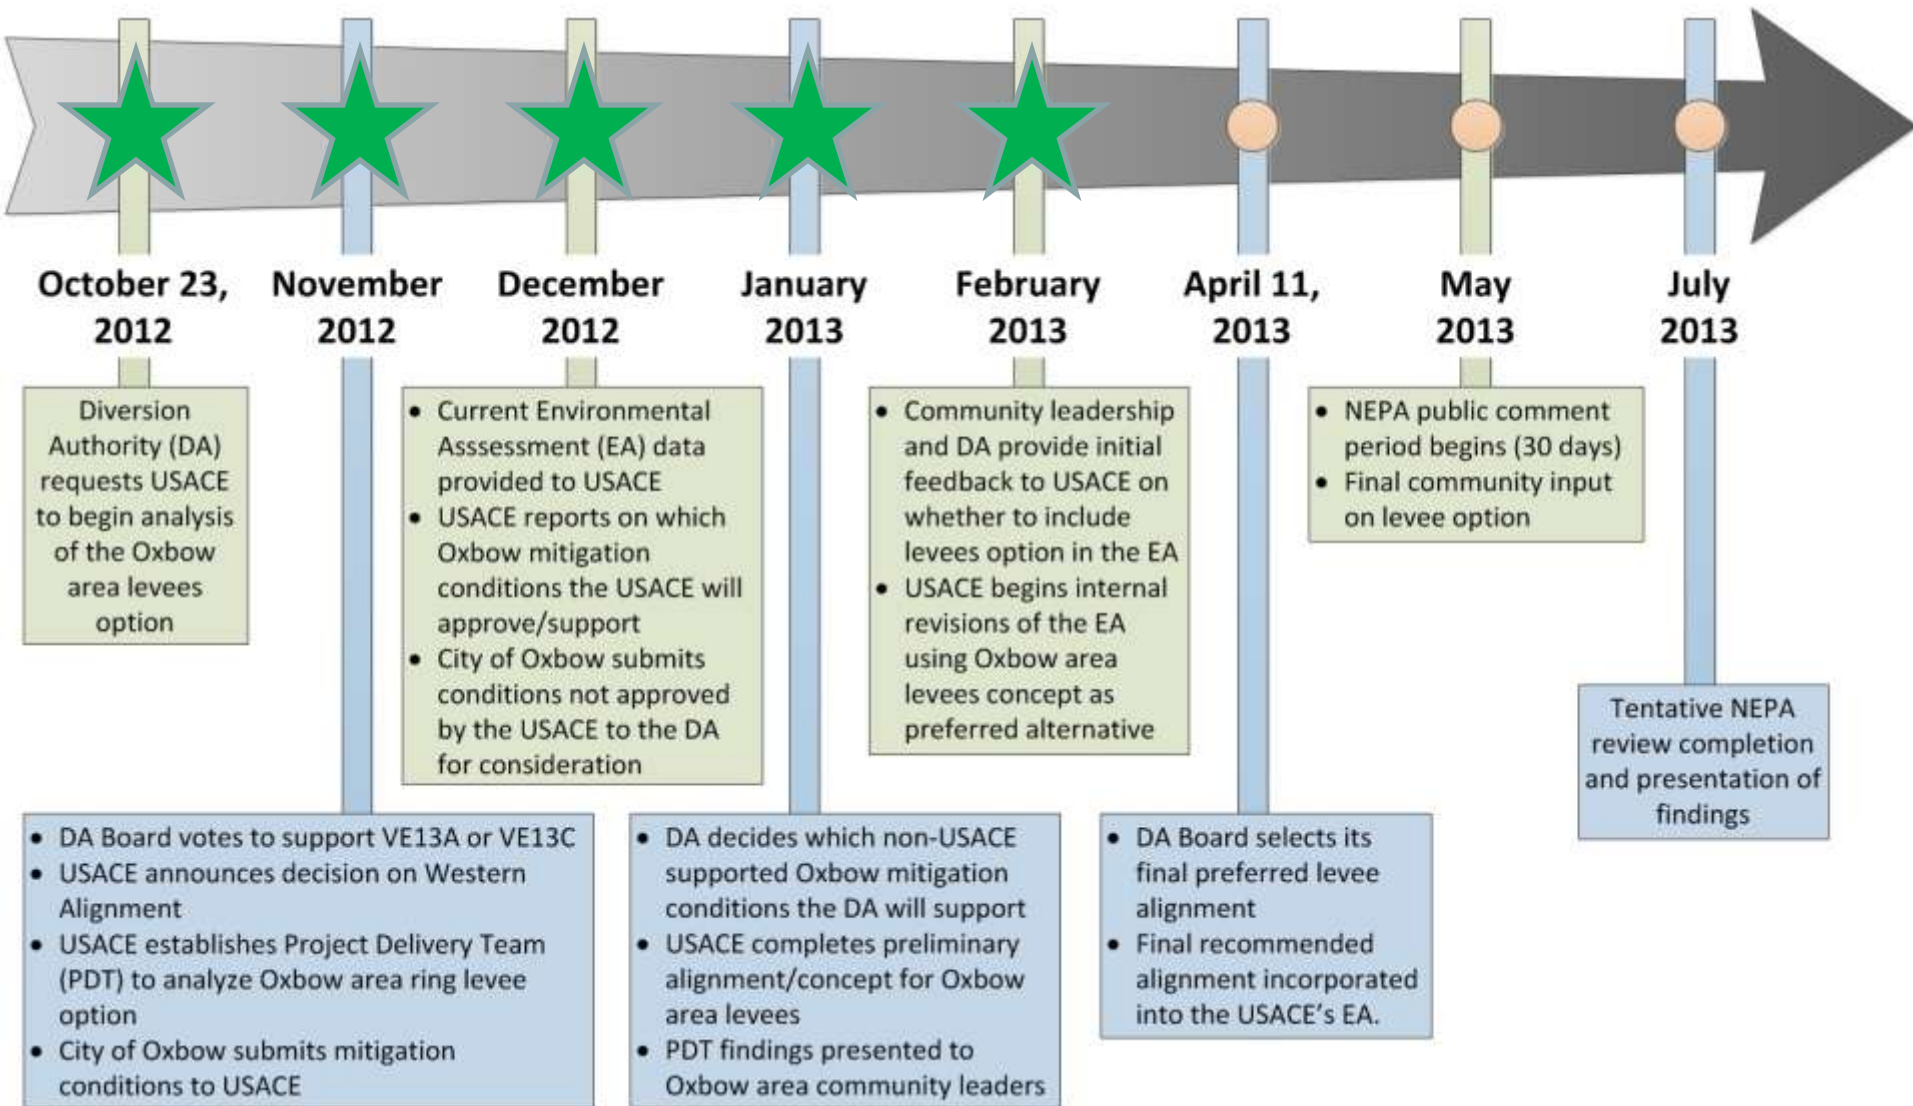 October 23,
2012
November
2012
December
2012
January
2013
February
2013
April 11,
2013
May
2013
July
2013
Diversion
Authority (DA)
requests USACE
to begin analysis
of the Oxbow
area levees
option
• Current Environmental
Asssessment (EA) data
provided to USACE
• USACE reports on which
Oxbow mitigation
conditions the USACE will
approve/support
• City of Oxbow submits
conditions not approved
by the USACE to the DA
for consideration
• Community leadership
and DA provide initial
feedback to USACE on
whether to include
levees option in the EA
• USACE begins internal
revisions of the EA
using Oxbow area
levees concept as
preferred alternative
• NEPA public comment
period begins (30 days)
• Final community input
on levee option
Tentative NEPA
review completion
and presentation of
findings
• DA Board votes to support VE13A or VE13C
• USACE announces decision on Western
Alignment
• USACE establishes Project Delivery Team
(PDT) to analyze Oxbow area ring levee
option
• City of Oxbow submits mitigation
conditions to USACE
• DA decides which non-USACE
supported Oxbow mitigation
conditions the DA will support
• USACE completes preliminary
alignment/concept for Oxbow
area levees
• PDT findings presented to
Oxbow area community leaders
• DA Board selects its
final preferred levee
alignment
• Final recommended
alignment incorporated
into the USACE’s EA.